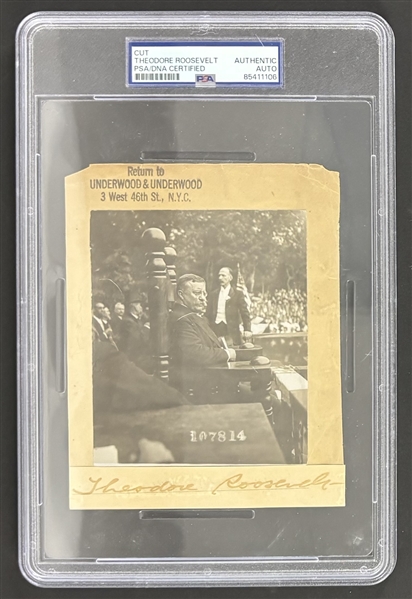 CUT
THEODORE ROOSEVELT AUTHENTIC
PSA/DNA CERTIFIED AUTO
PSA 85411106
Return to
UNDERWOOD & UNDERWOOD
3 West 46th St., N.Y.C.
107814
Theodore Roosevelt